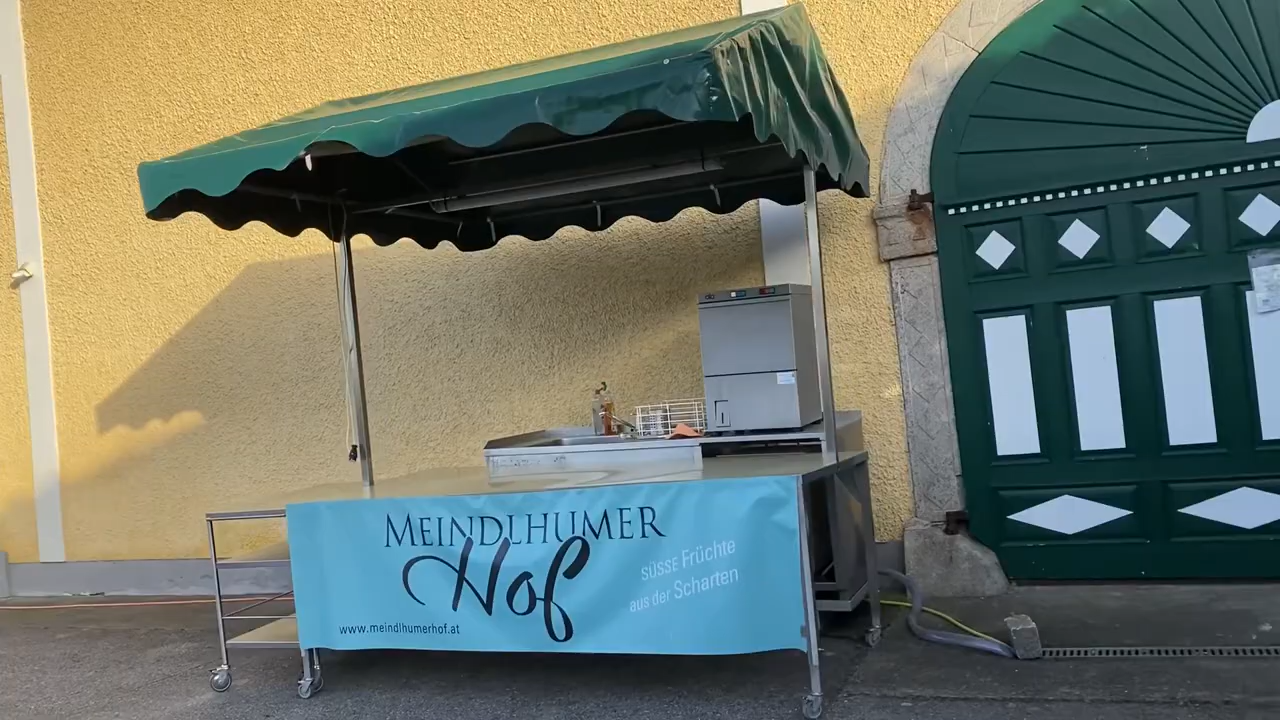 MEINDLHUMER
Hof
süsse Früchte
aus der Scharten
www.meindlhumerhof.at